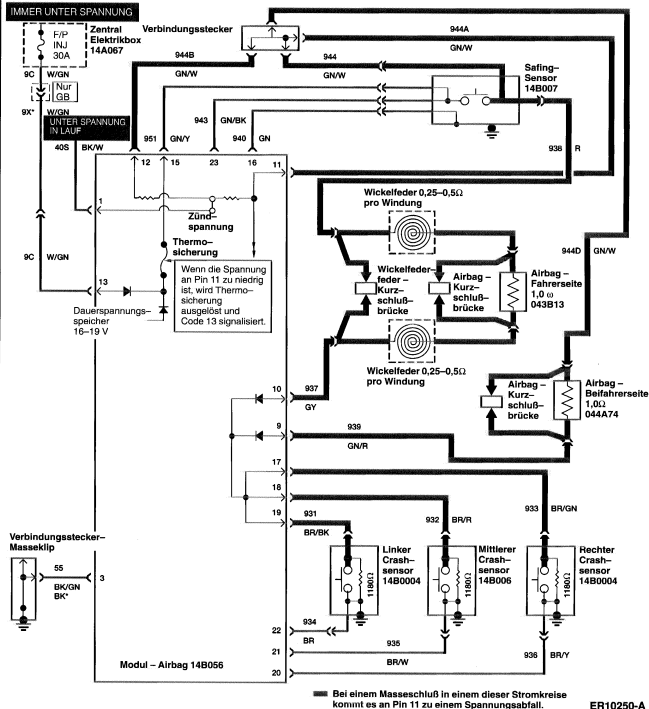 IMMER UNTER SPANNUNG
F/P
INJ
30A
Zentral
Elektrikbox
14A067
Verbindungsstecker
944A
GN/W
944B
GN/W
944
GN/W
Safing–
Sensor
14B007
9C
W/GN
Nur
GB
9X*
W/GN
UNTER SPANNUNG
IN LAUF
40S
BK/W
951
GN/Y
943
GN/BK
940
GN
938
R
12
15
23
16
11
1
Zünd–
spannung
Thermo–
sicherung
Wenn die Spannung
an Pin 11 zu niedrig
ist, wird Thermo–
sicherung
ausgelöst und
Code 13 signalisiert.
9C
W/GN
13
Dauerspannungs–
speicher
16–19 V
Wickelfeder 0,25–0,5Ω
pro Windung
944D
GN/W
Wickelfeder–
feder –
Kurz–
schluß–
brücke
Airbag –
Kurz–
schluß–
brücke
Airbag –
Fahrerseite
1,0 ω
043B13
Wickelfeder 0,25–0,5Ω
pro Windung
10
937
GY
Airbag –
Kurz–
schluß–
brücke
Airbag –
Beifahrerseite
1,0Ω
044A74
9
939
GN/R
17
18
19
931
BR/BK
932
BR/R
933
BR/GN
Verbindungsstecker–
Masseklip
55
BK/GN
BK*
3
1180Ω
Linker
Crash–
sensor
14B0004
1180Ω
Mittlerer
Crash–
sensor
14B006
1180Ω
Rechter
Crash–
sensor
14B0004
22
934
BR
21
935
BR/W
20
936
BR/Y
Modul – Airbag 14B056
Bei einem Masseschluß in einem dieser Stromkreise
kommt es an Pin 11 zu einem Spannungsabfall.
ER10250-A